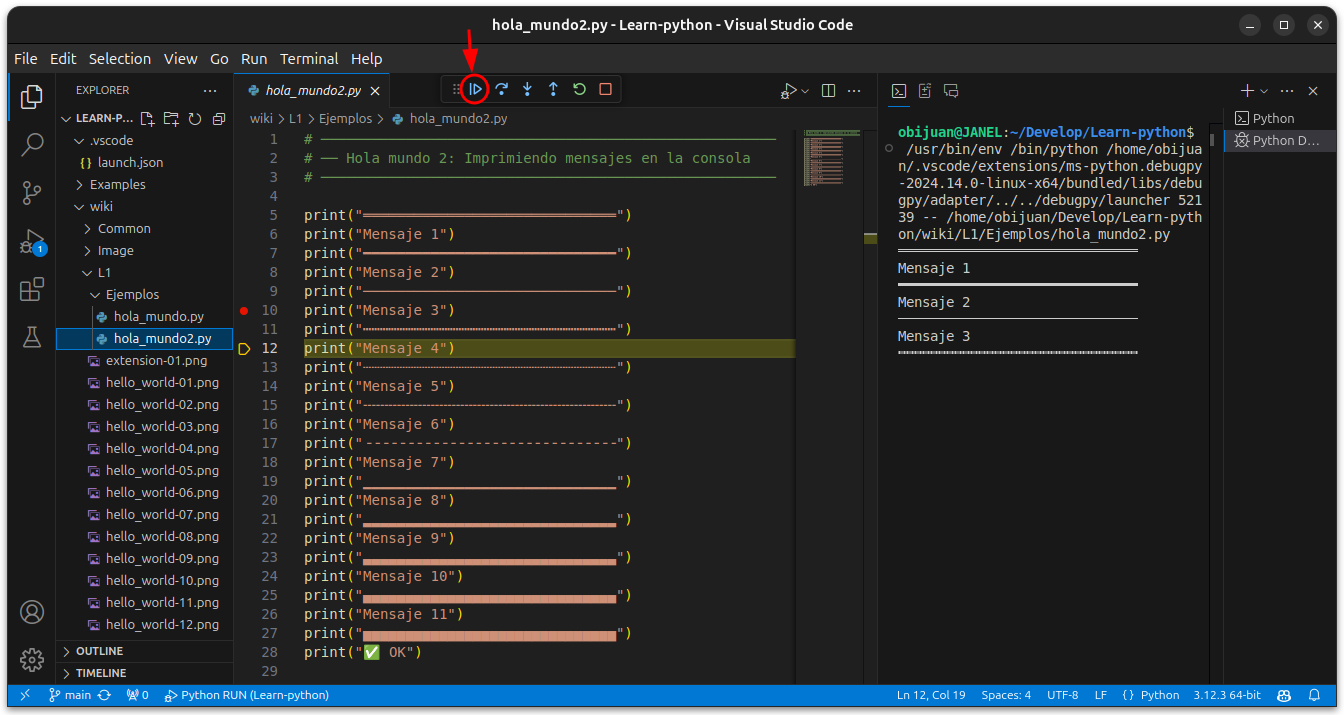 hola_mundo2.py - Learn-python - Visual Studio Code
File Edit Selection View Go Run Terminal Help
EXPLORER
LEARN-P...
.vscode
launch.json
Examples
wiki
Common
Image
L1
Ejemplos
hola_mundo.py
hola_mundo2.py
extension-01.png
hello_world-01.png
hello_world-02.png
hello_world-03.png
hello_world-04.png
hello_world-05.png
hello_world-06.png
hello_world-07.png
hello_world-08.png
hello_world-09.png
hello_world-10.png
hello_world-11.png
hello_world-12.png
OUTLINE
TIMELINE
1
hola_mundo2.py
wiki > L1 > Ejemplos > hola_mundo2.py
1 # ──────────────────────────────
2 # ── Hola mundo 2: Imprimiendo mensajes en la consola
3 # ──────────────────────────────
4
5 print("══════════════════════════════")
6 print("Mensaje 1")
7 print("━━━━━━━━━━━━━━━━━━━━━━━━━━━━━━")
8 print("Mensaje 2")
9 print("──────────────────────────────")
10 print("Mensaje 3")
11 print("┅┅┅┅┅┅┅┅┅┅┅┅┅┅┅┅┅┅┅┅┅┅┅┅┅┅┅┅┅┅")
12 print("Mensaje 4")
13 print("┄┄┄┄┄┄┄┄┄┄┄┄┄┄┄┄┄┄┄┄┄┄┄┄┄┄┄┄┄┄")
14 print("Mensaje 5")
15 print("┈┈┈┈┈┈┈┈┈┈┈┈┈┈┈┈┈┈┈┈┈┈┈┈┈┈┈┈┈┈")
16 print("Mensaje 6")
17 print("------------------------------")
18 print("Mensaje 7")
19 print("▁▁▁▁▁▁▁▁▁▁▁▁▁▁▁▁▁▁▁▁▁▁▁▁▁▁▁▁▁▁")
20 print("Mensaje 8")
21 print("▂▂▂▂▂▂▂▂▂▂▂▂▂▂▂▂▂▂▂▂▂▂▂▂▂▂▂▂▂▂")
22 print("Mensaje 9")
23 print("▃▃▃▃▃▃▃▃▃▃▃▃▃▃▃▃▃▃▃▃▃▃▃▃▃▃▃▃▃▃")
24 print("Mensaje 10")
25 print("▄▄▄▄▄▄▄▄▄▄▄▄▄▄▄▄▄▄▄▄▄▄▄▄▄▄▄▄▄▄")
26 print("Mensaje 11")
27 print("▅▅▅▅▅▅▅▅▅▅▅▅▅▅▅▅▅▅▅▅▅▅▅▅▅▅▅▅▅▅")
28 print("✅ OK")
29
obijuan@JANEL:~/Develop/Learn-python$
/usr/bin/env /bin/python /home/obijua
n/.vscode/extensions/ms-python.debugpy
-2024.14.0-linux-x64/bundled/libs/debu
gpy/adapter/../../debugpy/launcher 521
39 -- /home/obijuan/Develop/Learn-pyth
on/wiki/L1/Ejemplos/hola_mundo2.py
Mensaje 1
Mensaje 2
Mensaje 3
Python
Python D...
main 0 Python RUN (Learn-python) Ln 12, Col 19 Spaces: 4 UTF-8 LF {} Python 3.12.3 64-bit